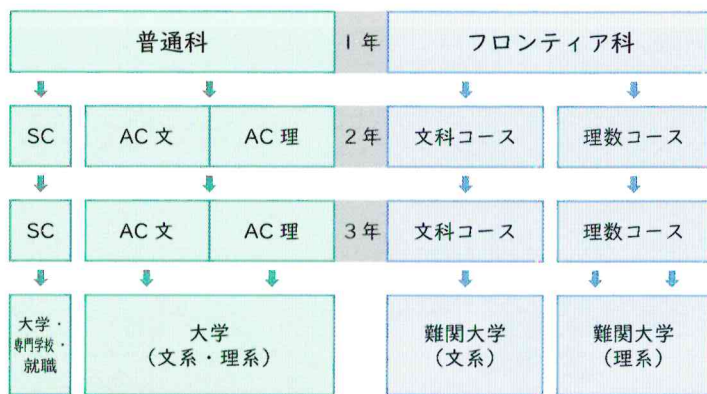 普通科
1年
フロンティア科
SC
AC文
AC理
2年
文科コース
理数コース
SC
AC文
AC理
3年
文科コース
理数コース
大学・
専門学校・
就職
大学
(文系・理系)
難関大学
(文系)
難関大学
(理系)